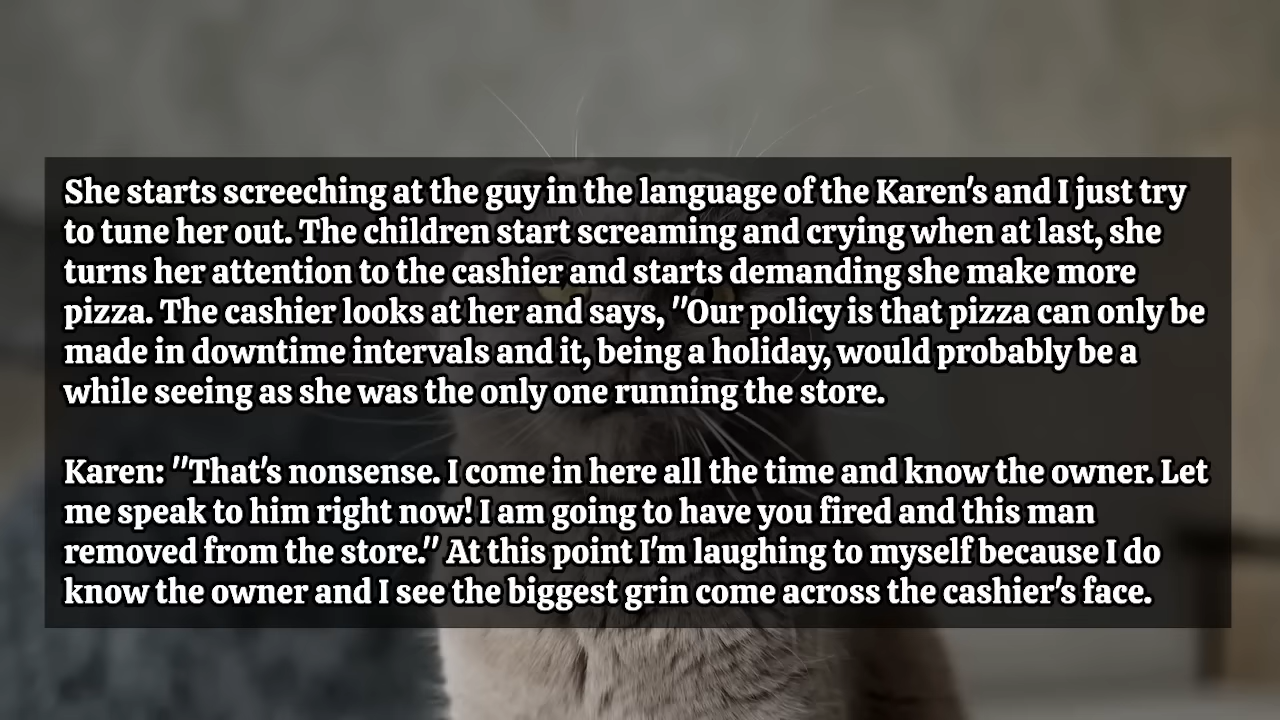 She starts screeching at the guy in the language of the Karen's and I just try
to tune her out. The children start screaming and crying when at last, she
turns her attention to the cashier and starts demanding she make more
pizza. The cashier looks at her and says, "Our policy is that pizza can only be
made in downtime intervals and it, being a holiday, would probably be a
while seeing as she was the only one running the store.
Karen: "That's nonsense. I come in here all the time and know the owner. Let
me speak to him right now! I am going to have you fired and this man
removed from the store." At this point I'm laughing to myself because I do
know the owner and I see the biggest grin come across the cashier's face.